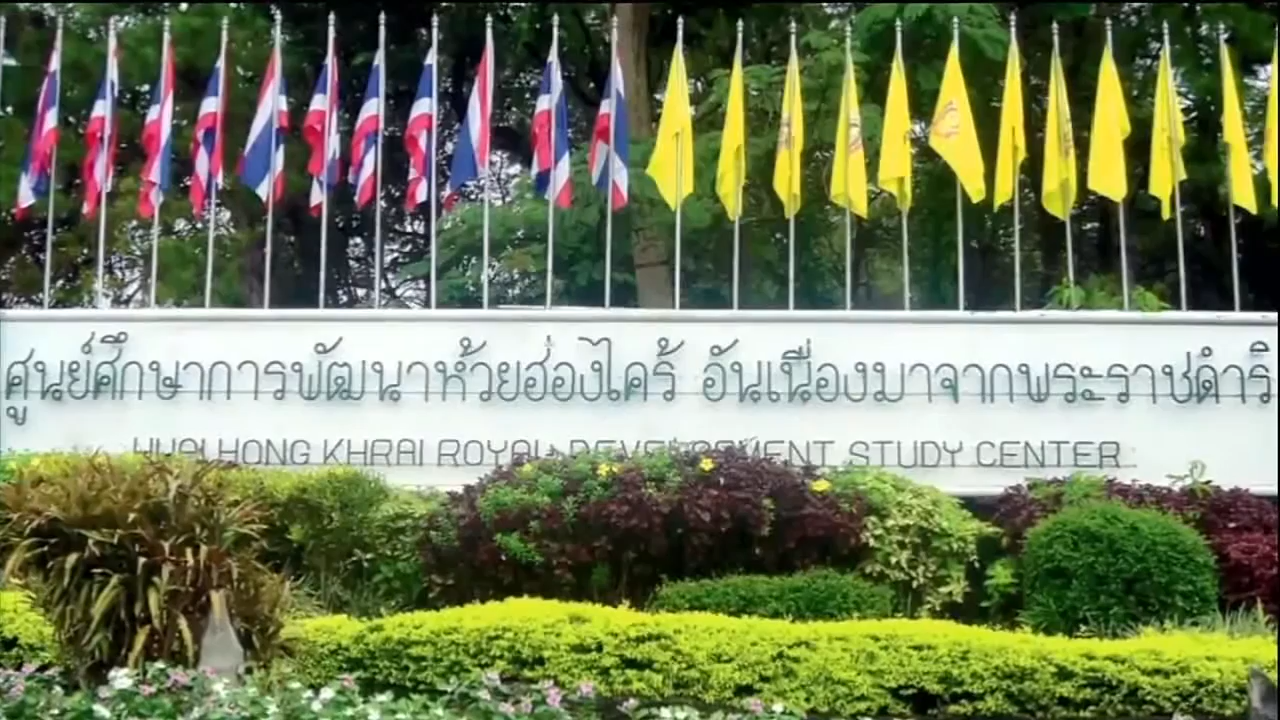 ศูนย์ศึกษาการพัฒนาห้วยฮ่องไคร้ อันเนื่องมาจากพระราชดำริ
HUAI HONG KHRAI ROYAL DEVELOPMENT STUDY CENTER